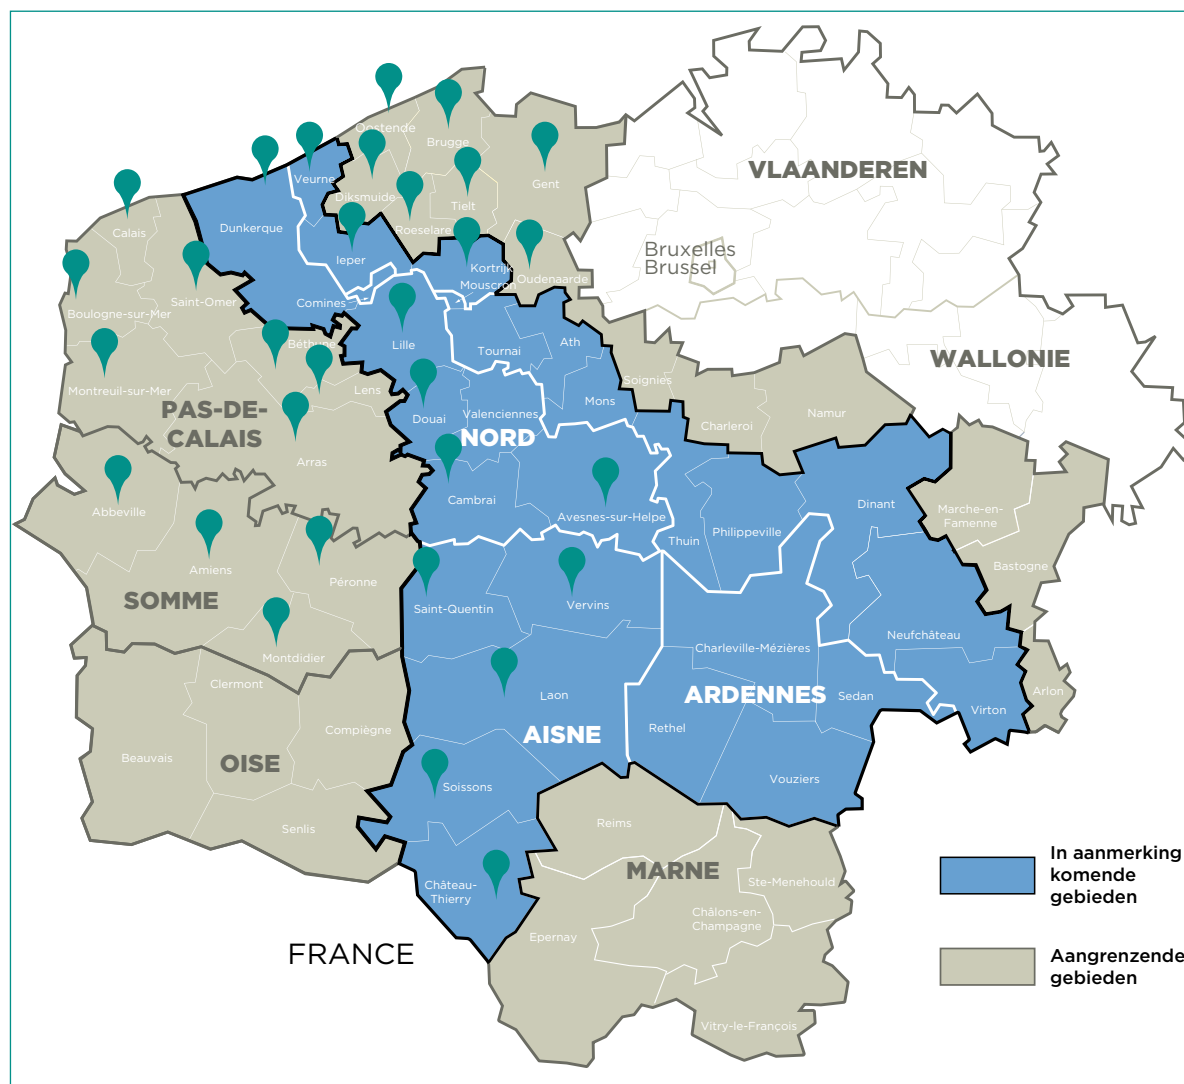 Oostende
Brugge
VLAANDEREN
Veurne
Gent
Diksmuide
Tielt
Calais
Dunkerque
Roeselare
Bruxelles
Brussel
Ieper
Kortrijk
Oudenaarde
Mouscron
Saint-Omer
Comines
Boulogne-sur-Mer
Béthune
Lille
Tournai
Ath
WALLONIE
Soignies
Montreuil-sur-Mer
Lens
Mons
PAS-DE-
CALAIS
Douai
Valenciennes
NORD
Charleroi
Namur
Arras
Abbeville
Cambrai
Avesnes-sur-Helpe
Dinant
Marche-en-
Famenne
Thuin
Philippeville
Amiens
Péronne
Bastogne
SOMME
Saint-Quentin
Vervins
Neufchâteau
Montdidier
Charleville-Mézières
Clermont
Laon
ARDENNES
Sedan
Arlon
Virton
Compiègne
AISNE
Rethel
Beauvais
OISE
Soissons
Vouziers
Senlis
Reims
MARNE
Château-
Thierry
Ste-Menehould
Châlons-en-
Champagne
Epernay
FRANCE
Vitry-le-François
In aanmerking
komende
gebieden
Aangrenzende
gebieden